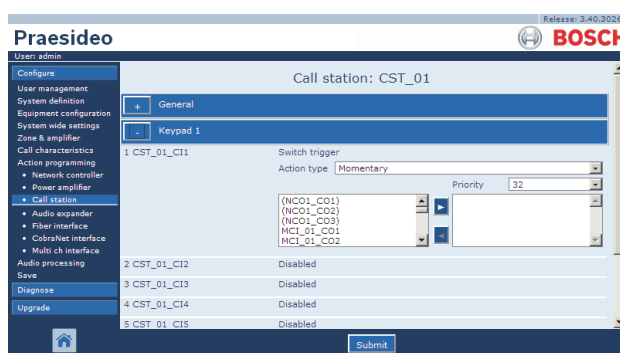 Release: 3.40.3026
Praesideo
BOSCH
User: admin
Configure
User management
System definition
Equipment configuration
System wide settings
Zone & amplifier
Call characteristics
Action programming
• Network controller
• Power amplifier
• Call station
• Audio expander
• Fiber interface
• CobraNet interface
• Multi ch interface
Audio processing
Save
Diagnose
Upgrade
Call station: CST_01
+ General
- Keypad 1
1 CST_01_CI1 Switch trigger
Action type Momentary
Priority 32
(NCO1_CO1)
(NCO1_CO2)
(NCO1_CO3)
MCI_01_CO1
MCI_01_CO2
2 CST_01_CI2 Disabled
3 CST_01_CI3 Disabled
4 CST_01_CI4 Disabled
5 CST_01_CI5 Disabled
Submit